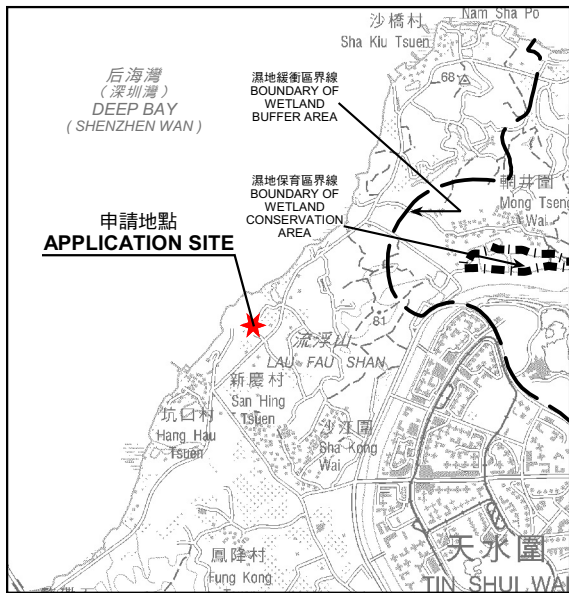 沙橋村
Nam Sha Po
Sha Kiu Tsuen
后海灣
(深圳灣)
DEEP BAY
(SHENZHEN WAN)
濕地緩衝區界線
BOUNDARY OF
WETLAND
BUFFER AREA
68
濕地保育區界線
BOUNDARY OF
WETLAND
CONSERVATION
AREA
輞井圍
Mong Tseng
Wai
申請地點
APPLICATION SITE
81
流浮山
LAU FAU SHAN
新慶村
San Hing
Tsuen
坑口村
Hang Hau
Tsuen
沙江圍
Sha Kong
Wai
鳳降村
Fung Kong
天水圍
TIN SHUI WAI